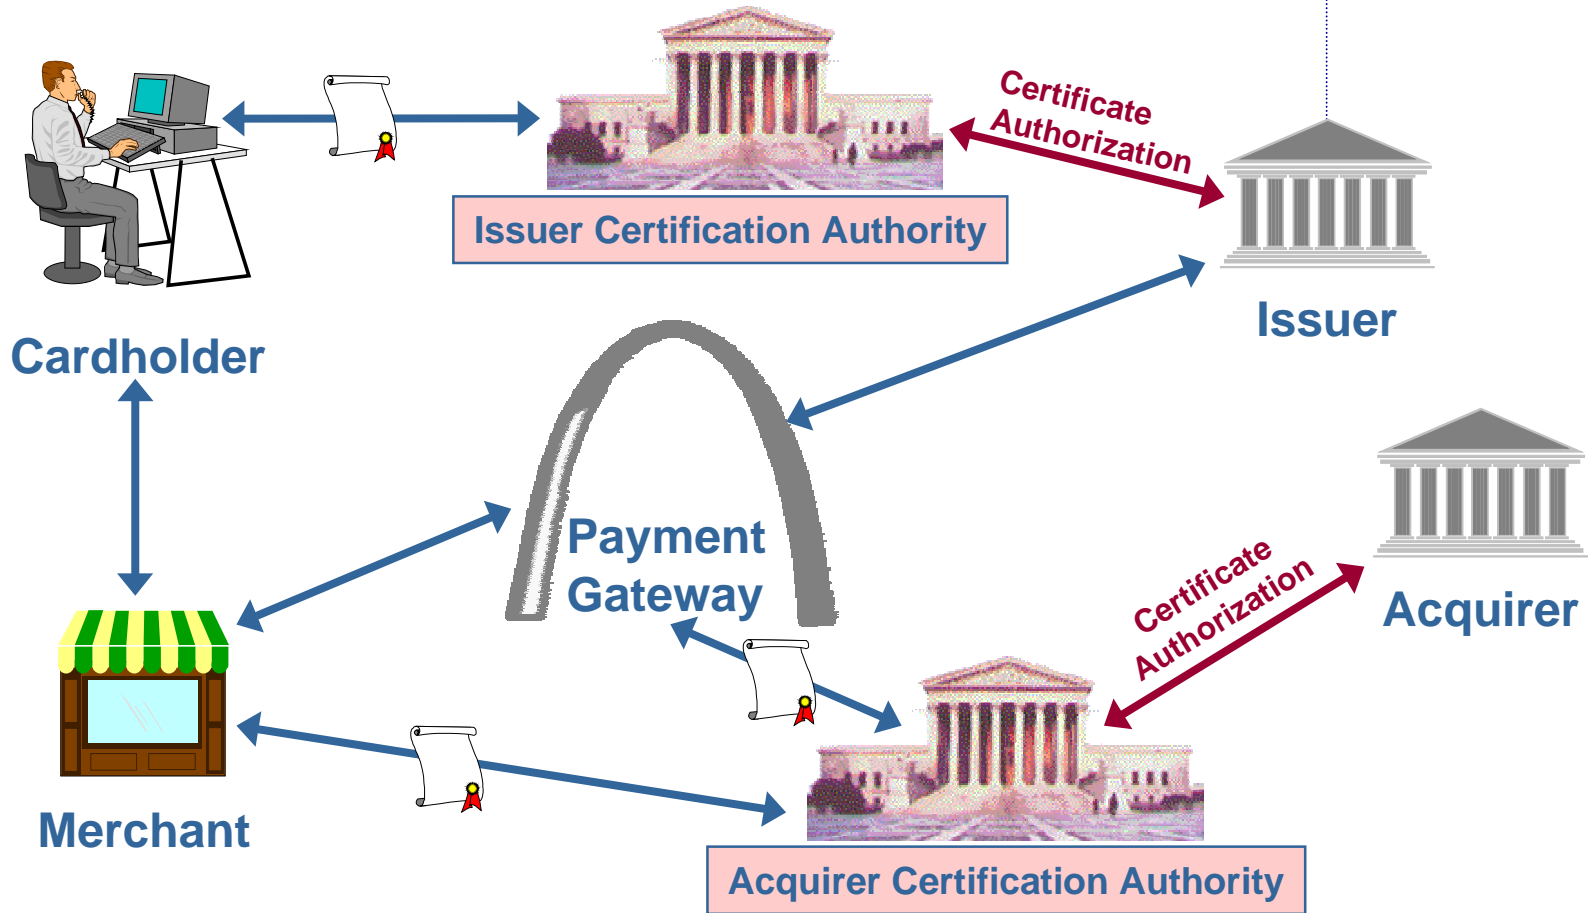 Certificate
Authorization
Issuer Certification Authority
Issuer
Cardholder
Payment
Gateway
Certificate
Authorization
Acquirer
Merchant
Acquirer Certification Authority